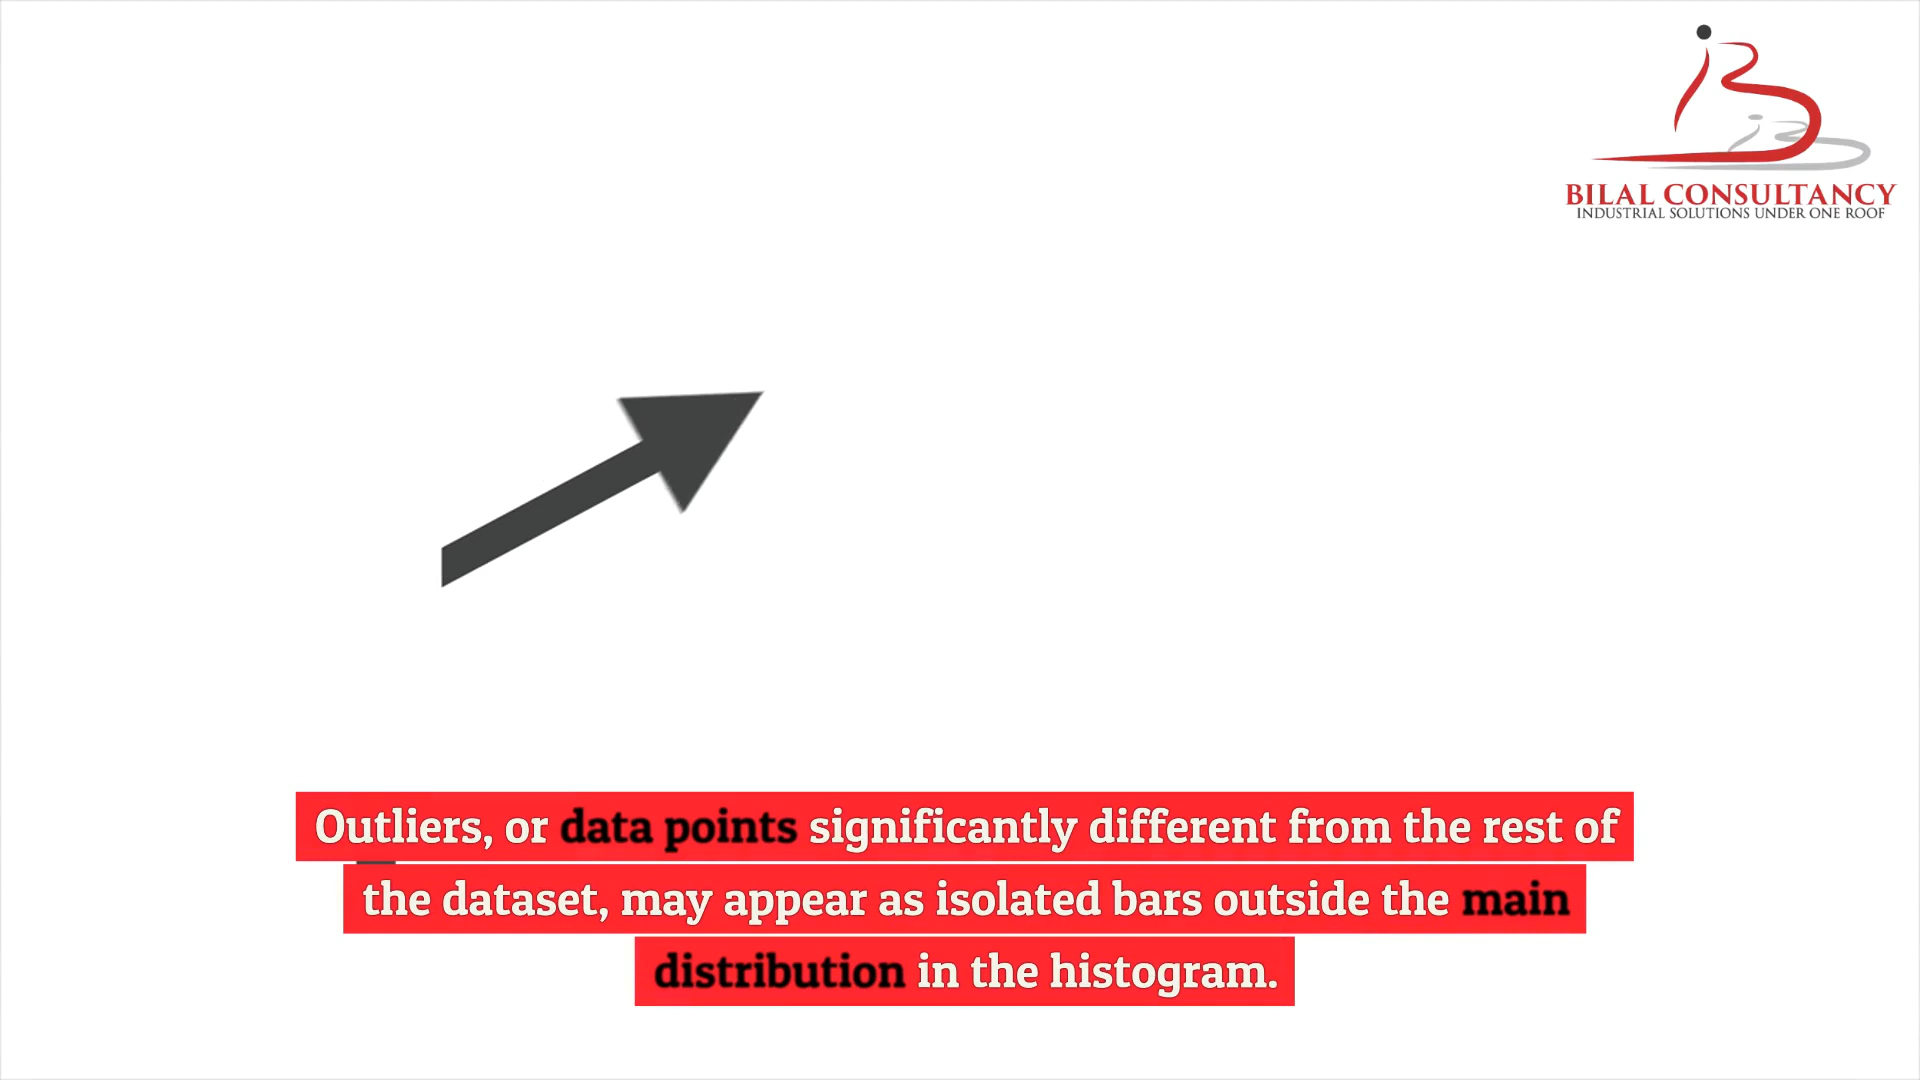 BILAL CONSULTANCY
INDUSTRIAL SOLUTIONS UNDER ONE ROOF
Outliers, or data points significantly different from the rest of
the dataset, may appear as isolated bars outside the main
distribution in the histogram.